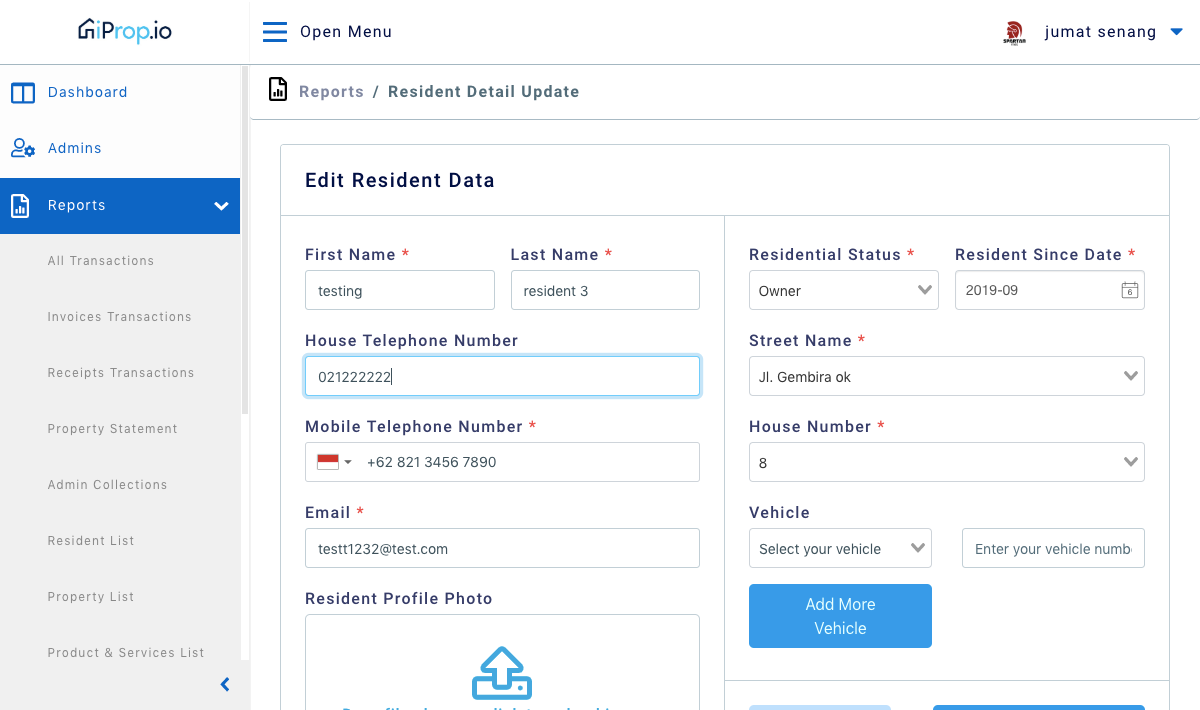 iProp.io
Open Menu
SPARTAN
jumat senang
Dashboard
Admins
Reports
All Transactions
Invoices Transactions
Receipts Transactions
Property Statement
Admin Collections
Resident List
Property List
Product & Services List
Reports / Resident Detail Update
Edit Resident Data
First Name *
Last Name *
testing
resident 3
House Telephone Number
021222222
Mobile Telephone Number *
+62 821 3456 7890
Email *
testt1232@test.com
Resident Profile Photo
Residential Status *
Resident Since Date *
Owner
2019-09
6
Street Name *
Jl. Gembira ok
House Number *
8
Vehicle
Select your vehicle
Enter your vehicle numb
Add More
Vehicle